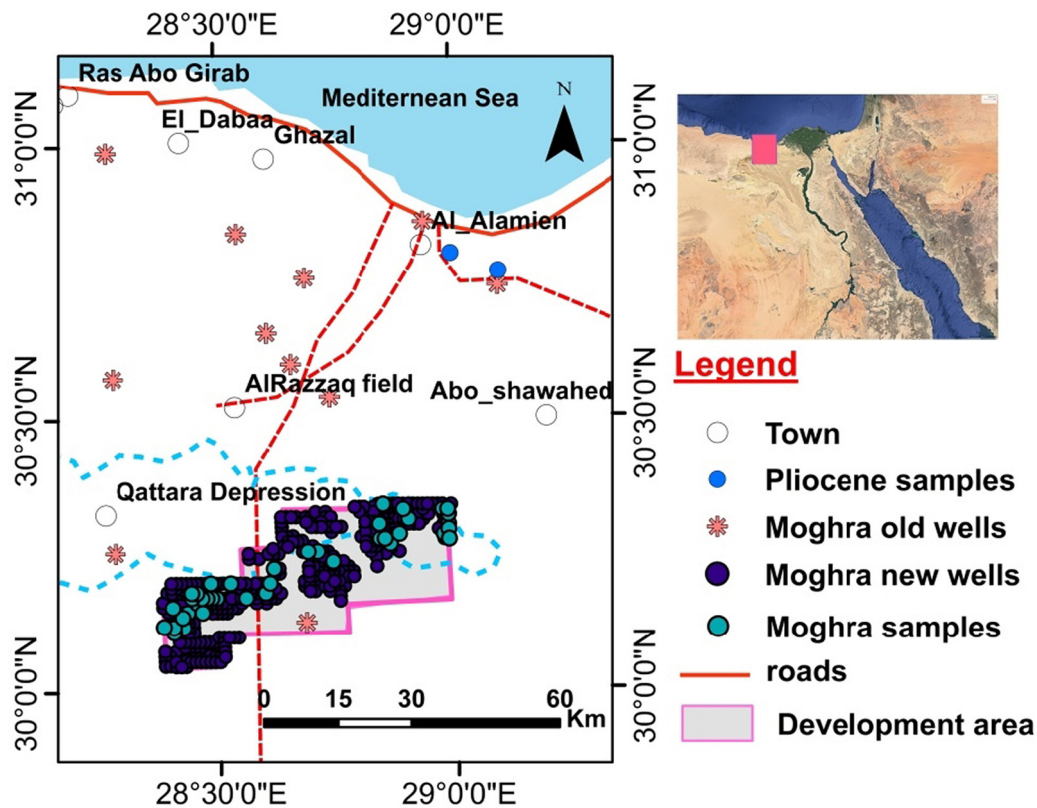 28°30'0"E
29°0'0"E
Ras Abo Girab
Mediternean Sea
N
El_Dabaa
Ghazal
31°0'0"N
31°0'0"N
Al_Alamien
AlRazzaq field
Abo_shawahed
30°30'0"N
30°30'0"N
Qattara Depression
30°0'0"N
30°0'0"N
0 15 30 60
Km
28°30'0"E
29°0'0"E
Legend
Town
Pliocene samples
Moghra old wells
Moghra new wells
Moghra samples
roads
Development area